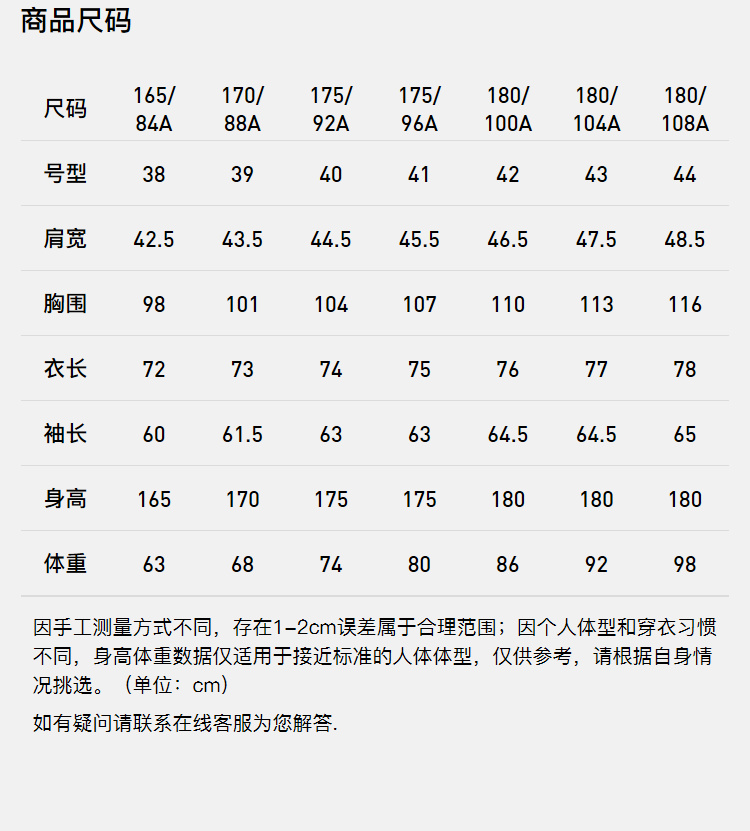 商品尺码
尺码 165/84A 170/88A 175/92A 175/96A 180/100A 180/104A 180/108A
号型 38 39 40 41 42 43 44
肩宽 42.5 43.5 44.5 45.5 46.5 47.5 48.5
胸围 98 101 104 107 110 113 116
衣长 72 73 74 75 76 77 78
袖长 60 61.5 63 63 64.5 64.5 65
身高 165 170 175 175 180 180 180
体重 63 68 74 80 86 92 98
因手工测量方式不同，存在1-2cm误差属于合理范围；因个人体型和穿衣习惯
不同，身高体重数据仅适用于接近标准的人体体型，仅供参考，请根据自身情
况挑选。（单位：cm）
如有疑问请联系在线客服为您解答.